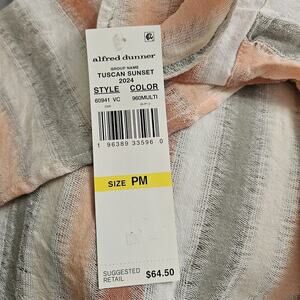 alfred dunner
GROUP NAME
TUSCAN SUNSET
2024
STYLE COLOR
60941 VC 960MULTI
1 96389 33596 0
SIZE PM
SUGGESTED
RETAIL $64.50